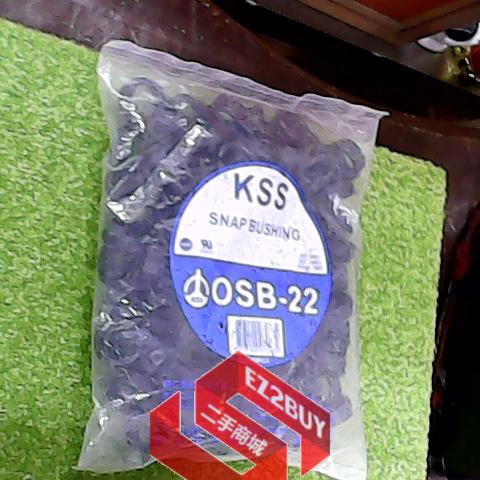 KSS
SNAP BUSHING
OSB-22
EZ2BUY
二手商城